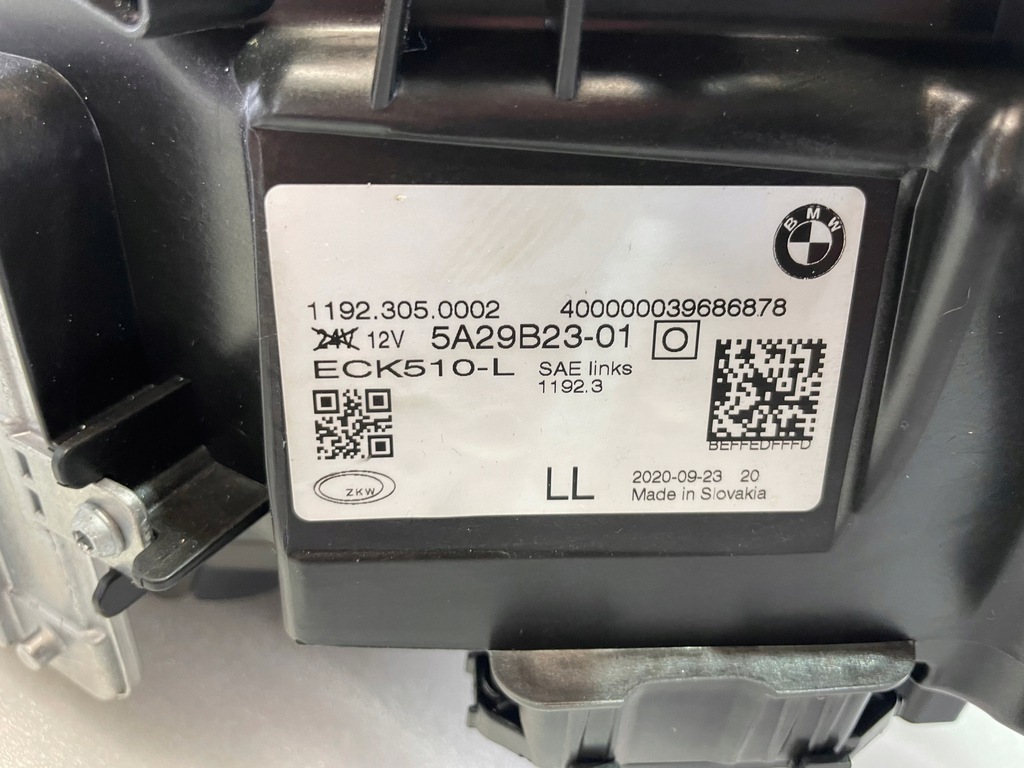 BMW
1192.305.0002 400000039686878
24V 12V 5A29B23-01 O
ECK510-L SAE links
1192.3
BEFFEDFFFD
ZKW LL 2020-09-23 20
Made in Slovakia